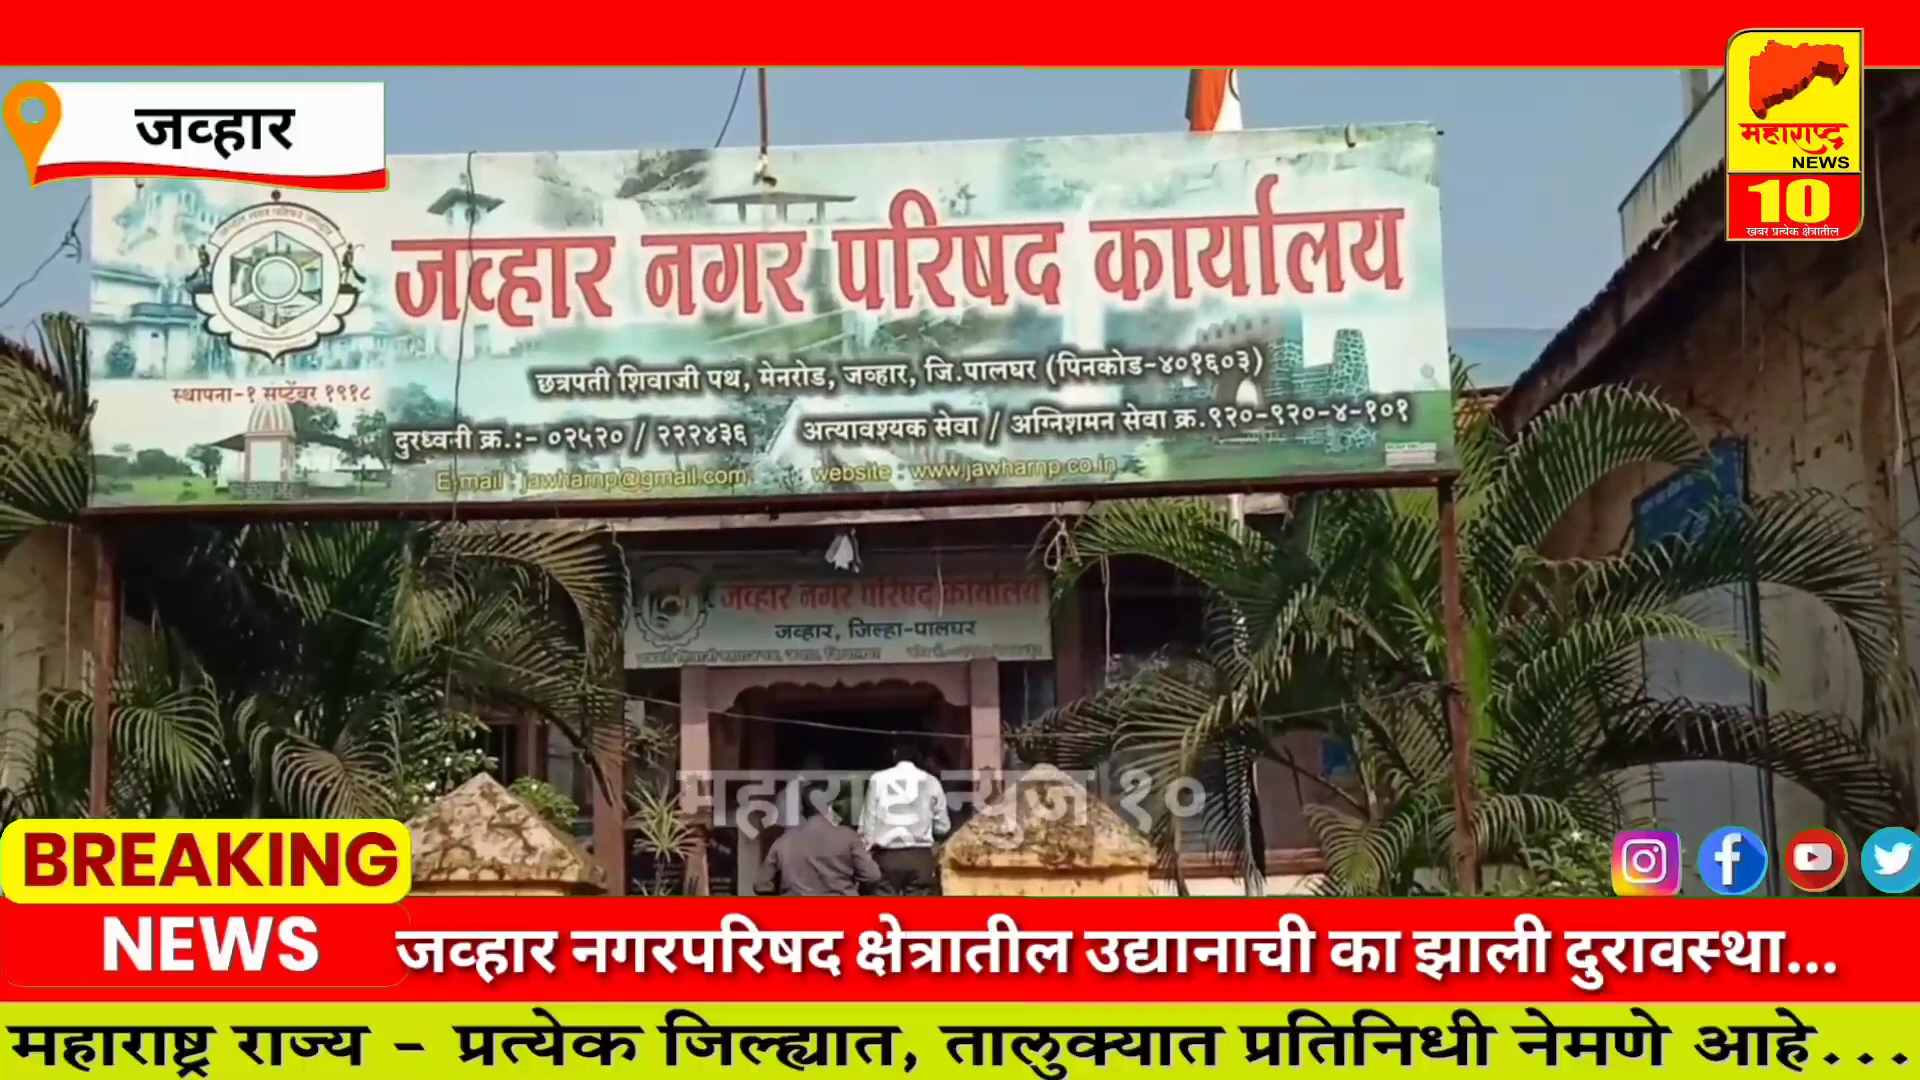 जव्हार
महाराष्ट्र
NEWS
10
खबर प्रत्येक क्षेत्रातील
जव्हार नगर परिषद कार्यालय
स्थापना-१ सप्टेंबर १९१८
छत्रपती शिवाजी पथ, मेनरोड, जव्हार, जि.पालघर (पिनकोड-४०१६०३)
दुरध्वनी क्र.:- ०२५२० / २२२४३६ अत्यावश्यक सेवा / अग्निशमन सेवा क्र.९२०-९२०-४-१०१
E-mail : jawharnp@gmail.com website : www.jawharnp.co.in
जव्हार नगर परिषद कार्यालय
जव्हार, जिल्हा-पालघर
महाराष्ट्र न्युज १०
BREAKING
NEWS
जव्हार नगरपरिषद क्षेत्रातील उद्यानाची का झाली दुरावस्था...
महाराष्ट्र राज्य - प्रत्येक जिल्ह्यात, तालुक्यात प्रतिनिधी नेमणे आहे...